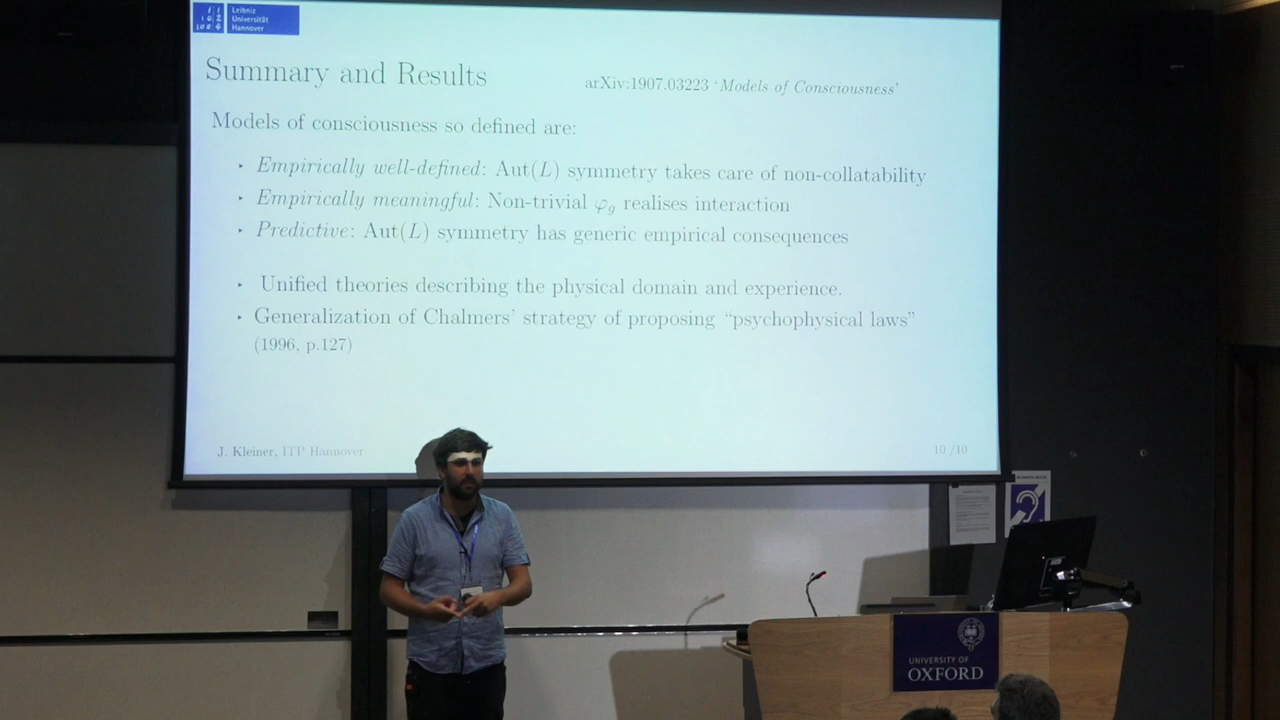 Leibniz
Universität
Hannover
Summary and Results
arXiv:1907.03223 ‘Models of Consciousness’
Models of consciousness so defined are:
‣ Empirically well-defined: Aut(L) symmetry takes care of non-collatability
‣ Empirically meaningful: Non-trivial φg realises interaction
‣ Predictive: Aut(L) symmetry has generic empirical consequences
‣ Unified theories describing the physical domain and experience.
‣ Generalization of Chalmers’ strategy of proposing “psychophysical laws”
(1996, p.127)
J. Kleiner, ITP Hannover
10 /10
UNIVERSITY OF
OXFORD